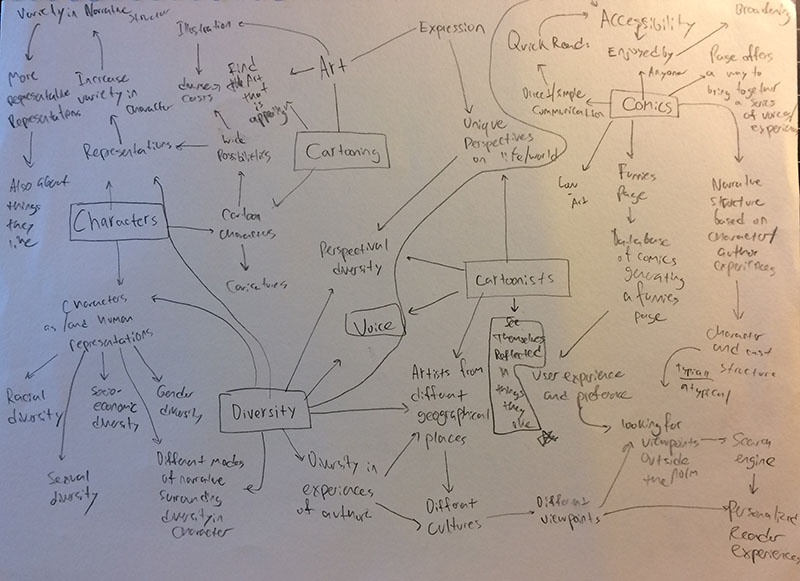 Variety in Narrative
Structure
More
representative
Representations
Also about
things
they
like
Increase
variety in
Character
Representations
Illustration
diverse
casts
Find
the Art
that
is
appealing
Art
Wide
Possibilities
Cartooning
Cartoon
characters
Caricatures
Expression
Unique
Perspectives
on life/world
Perspectival
diversity
Characters
Characters
as/and human
representations
Racial
diversity
Sexual
diversity
Socio-
economic
diversity
Gender
diversity
Different modes
of narrative
surrounding
diversity in
character
Diversity
Voice
Diversity in
experiences
of authors
Cartoonists
Artists from
different
geographical
places
Different
Cultures
Different
viewpoints
See
Themselves
Reflected
in
things
they
like
Accessibility
Quick Reads
Enjoyed by
Anyone
Broadening
Direct/simple
Communication
Comics
Page offers
a way to
bring together
a series
of voices/
experiences
Low
Art
Funnies
Page
Database
of comics
generating
a funnies
page
User experience
and preference
Narrative
structure
based on
character/
author
experiences
Character
and cast
structure
typical
atypical
looking for
viewpoints
outside
the norm
Search
engine
Personalized
Reader
experiences